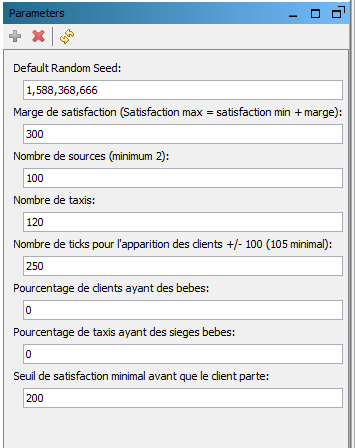 Parameters
Default Random Seed:
1,588,368,666
Marge de satisfaction (Satisfaction max = satisfaction min + marge):
300
Nombre de sources (minimum 2):
100
Nombre de taxis:
120
Nombre de ticks pour l'apparition des clients +/- 100 (105 minimal):
250
Pourcentage de clients ayant des bebes:
0
Pourcentage de taxis ayant des sieges bebes:
0
Seuil de satisfaction minimal avant que le client parte:
200